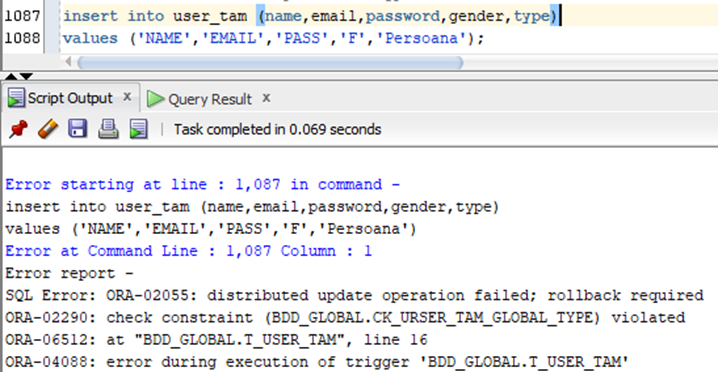 1087 insert into user_tam (name,email,password,gender,type)
1088 values ('NAME','EMAIL','PASS','F','Persoana');
Script Output x Query Result x
Task completed in 0.069 seconds
Error starting at line : 1,087 in command -
insert into user_tam (name,email,password,gender,type)
values ('NAME','EMAIL','PASS','F','Persoana')
Error at Command Line : 1,087 Column : 1
Error report -
SQL Error: ORA-02055: distributed update operation failed; rollback required
ORA-02290: check constraint (BDD_GLOBAL.CK_URSER_TAM_GLOBAL_TYPE) violated
ORA-06512: at "BDD_GLOBAL.T_USER_TAM", line 16
ORA-04088: error during execution of trigger 'BDD_GLOBAL.T_USER_TAM'